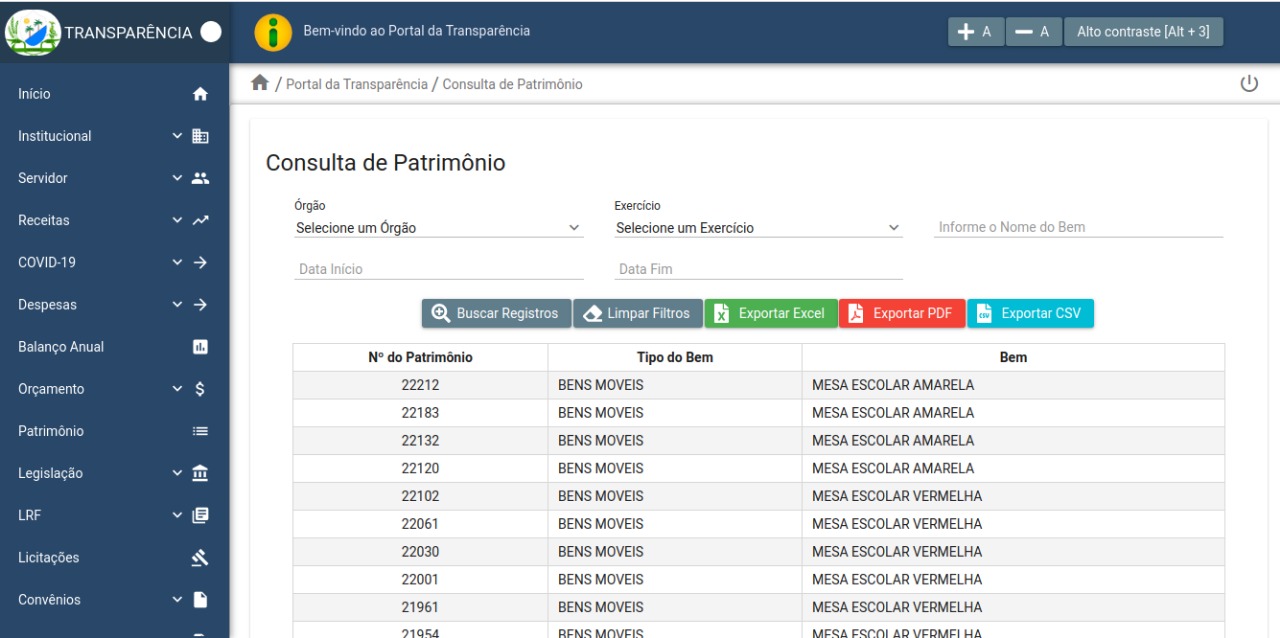 TRANSPARÊNCIA
Bem-vindo ao Portal da Transparência
A
A
Alto contraste [Alt + 3]
/ Portal da Transparência / Consulta de Patrimônio
Início
Institucional
Servidor
Receitas
COVID-19
Despesas
Balanço Anual
Orçamento
Patrimônio
Legislação
LRF
Licitações
Convênios
Consulta de Patrimônio
Órgão
Selecione um Órgão
Exercício
Selecione um Exercício
Informe o Nome do Bem
Data Início
Data Fim
Buscar Registros
Limpar Filtros
Exportar Excel
Exportar PDF
Exportar CSV
Nº do Patrimônio Tipo do Bem Bem
22212 BENS MOVEIS MESA ESCOLAR AMARELA
22183 BENS MOVEIS MESA ESCOLAR AMARELA
22132 BENS MOVEIS MESA ESCOLAR AMARELA
22120 BENS MOVEIS MESA ESCOLAR AMARELA
22102 BENS MOVEIS MESA ESCOLAR VERMELHA
22061 BENS MOVEIS MESA ESCOLAR VERMELHA
22030 BENS MOVEIS MESA ESCOLAR VERMELHA
22001 BENS MOVEIS MESA ESCOLAR VERMELHA
21961 BENS MOVEIS MESA ESCOLAR VERMELHA
21954 BENS MOVEIS MESA ESCOLAR VERMELHA